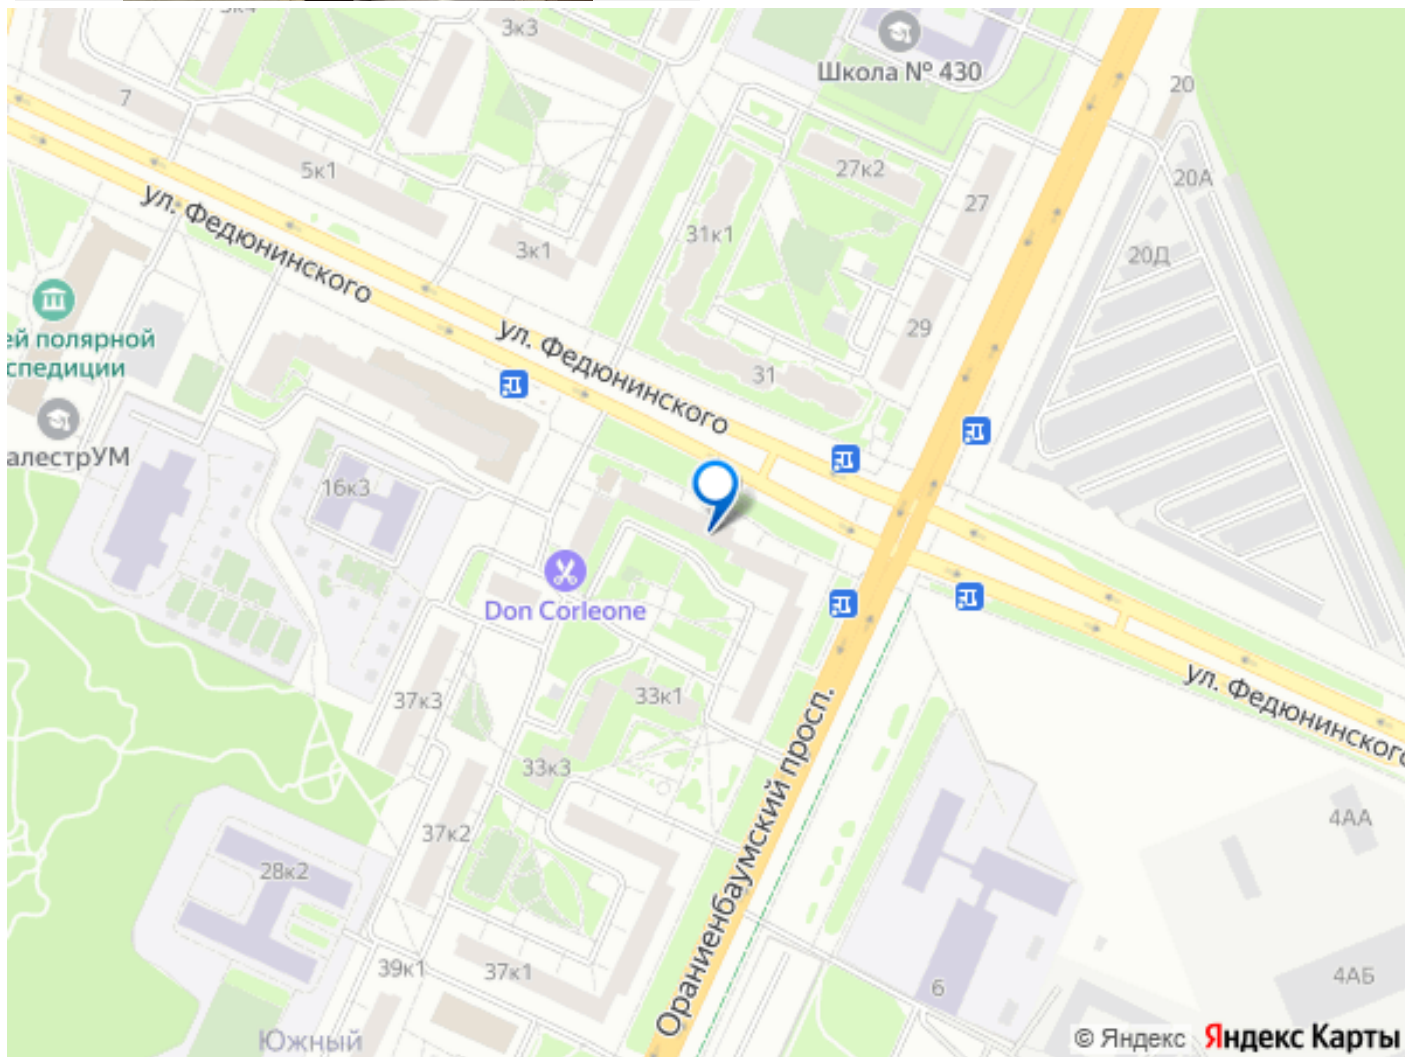 3к3
Школа № 430
20
7
5к1
27к2
20А
27
ул. Федюнинского
31к1
3к1
20Д
29
ей полярной
спедиции
ул. Федюнинского
31
алеструМ
16к3
Don Corleone
37к3
33к1
ул. Федюнинского
33к3
Ораниенбаумский просп.
37к2
4АА
28к2
39к1
37к1
6
4АБ
Южный
© Яндекс Яндекс Карты